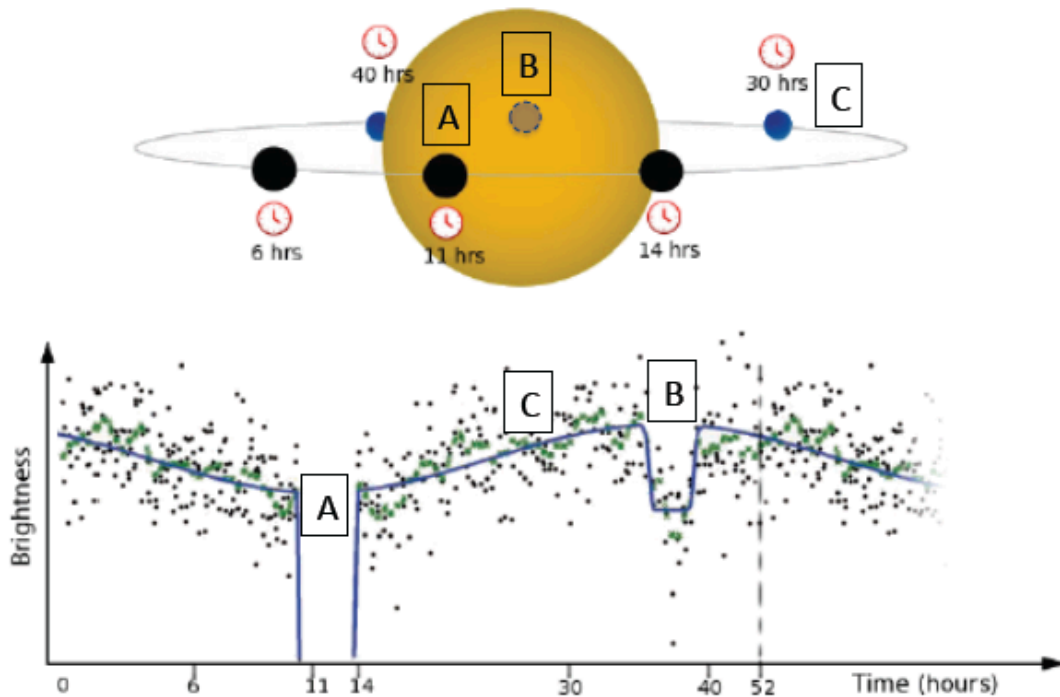 B
40 hrs
30 hrs
C
A
6 hrs
11 hrs
14 hrs
C
B
A
Brightness
0
6
11
14
30
40
52
Time (hours)